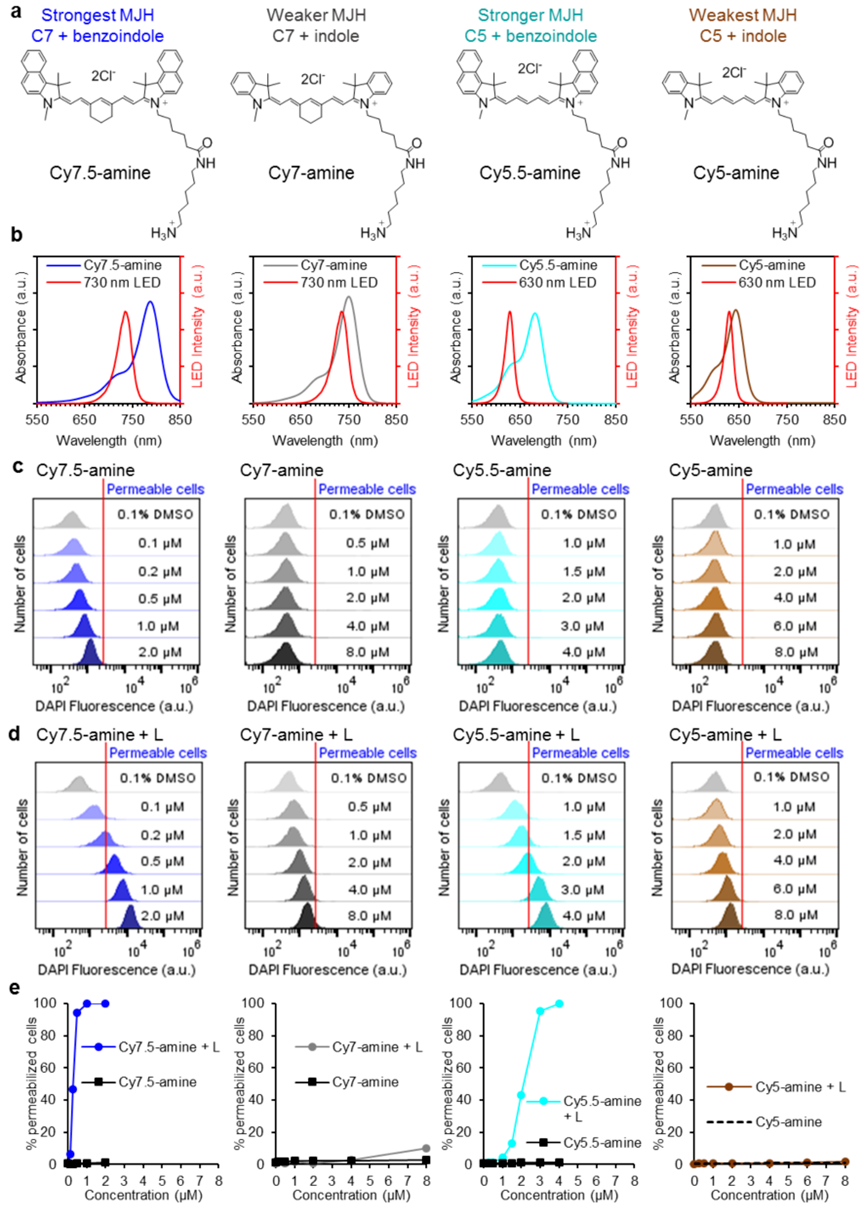 a
Strongest MJH
C7 + benzoindole
Weaker MJH
C7 + indole
Stronger MJH
C5 + benzoindole
Weakest MJH
C5 + indole
2Cl⁻
2Cl⁻
2Cl⁻
2Cl⁻
N
N⁺
N
N⁺
N
N⁺
N
N⁺
O
NH
O
NH
O
NH
O
NH
Cy7.5-amine
Cy7-amine
Cy5.5-amine
Cy5-amine
H₃N⁺
H₃N⁺
H₃N⁺
H₃N⁺
b
Absorbance (a.u.)
Cy7.5-amine
730 nm LED
LED Intensity (a.u.)
550 650 750 850
Wavelength (nm)
Absorbance (a.u.)
Cy7-amine
730 nm LED
LED Intensity (a.u.)
550 650 750 850
Wavelength (nm)
Absorbance (a.u.)
Cy5.5-amine
630 nm LED
LED Intensity (a.u.)
550 650 750 850
Wavelength (nm)
Absorbance (a.u.)
Cy5-amine
630 nm LED
LED Intensity (a.u.)
550 650 750 850
Wavelength (nm)
c
Cy7.5-amine
Permeable cells
Number of cells
0.1% DMSO
0.1 µM
0.2 µM
0.5 µM
1.0 µM
2.0 µM
10² 10⁴ 10⁶
DAPI Fluorescence (a.u.)
Cy7-amine
Permeable cells
Number of cells
0.1% DMSO
0.5 µM
1.0 µM
2.0 µM
4.0 µM
8.0 µM
10² 10⁴ 10⁶
DAPI Fluorescence (a.u.)
Cy5.5-amine
Permeable cells
Number of cells
0.1% DMSO
1.0 µM
1.5 µM
2.0 µM
3.0 µM
4.0 µM
10² 10⁴ 10⁶
DAPI Fluorescence (a.u.)
Cy5-amine
Permeable cells
Number of cells
0.1% DMSO
1.0 µM
2.0 µM
4.0 µM
6.0 µM
8.0 µM
10² 10⁴ 10⁶
DAPI Fluorescence (a.u.)
d
Cy7.5-amine + L
Permeable cells
Number of cells
0.1% DMSO
0.1 µM
0.2 µM
0.5 µM
1.0 µM
2.0 µM
10² 10⁴ 10⁶
DAPI Fluorescence (a.u.)
Cy7-amine + L
Permeable cells
Number of cells
0.1% DMSO
0.5 µM
1.0 µM
2.0 µM
4.0 µM
8.0 µM
10² 10⁴ 10⁶
DAPI Fluorescence (a.u.)
Cy5.5-amine + L
Permeable cells
Number of cells
0.1% DMSO
1.0 µM
1.5 µM
2.0 µM
3.0 µM
4.0 µM
10² 10⁴ 10⁶
DAPI Fluorescence (a.u.)
Cy5-amine + L
Permeable cells
Number of cells
0.1% DMSO
1.0 µM
2.0 µM
4.0 µM
6.0 µM
8.0 µM
10² 10⁴ 10⁶
DAPI Fluorescence (a.u.)
e
% permeabilized cells
100
80
60
40
20
0
Cy7.5-amine + L
Cy7.5-amine
0 1 2 3 4 5 6 7 8
Concentration (µM)
% permeabilized cells
100
80
60
40
20
0
Cy7-amine + L
Cy7-amine
0 1 2 3 4 5 6 7 8
Concentration (µM)
% permeabilized cells
100
80
60
40
20
0
Cy5.5-amine
+ L
Cy5.5-amine
0 1 2 3 4 5 6 7 8
Concentration (µM)
% permeabilized cells
100
80
60
40
20
0
Cy5-amine + L
Cy5-amine
0 1 2 3 4 5 6 7 8
Concentration (µM)